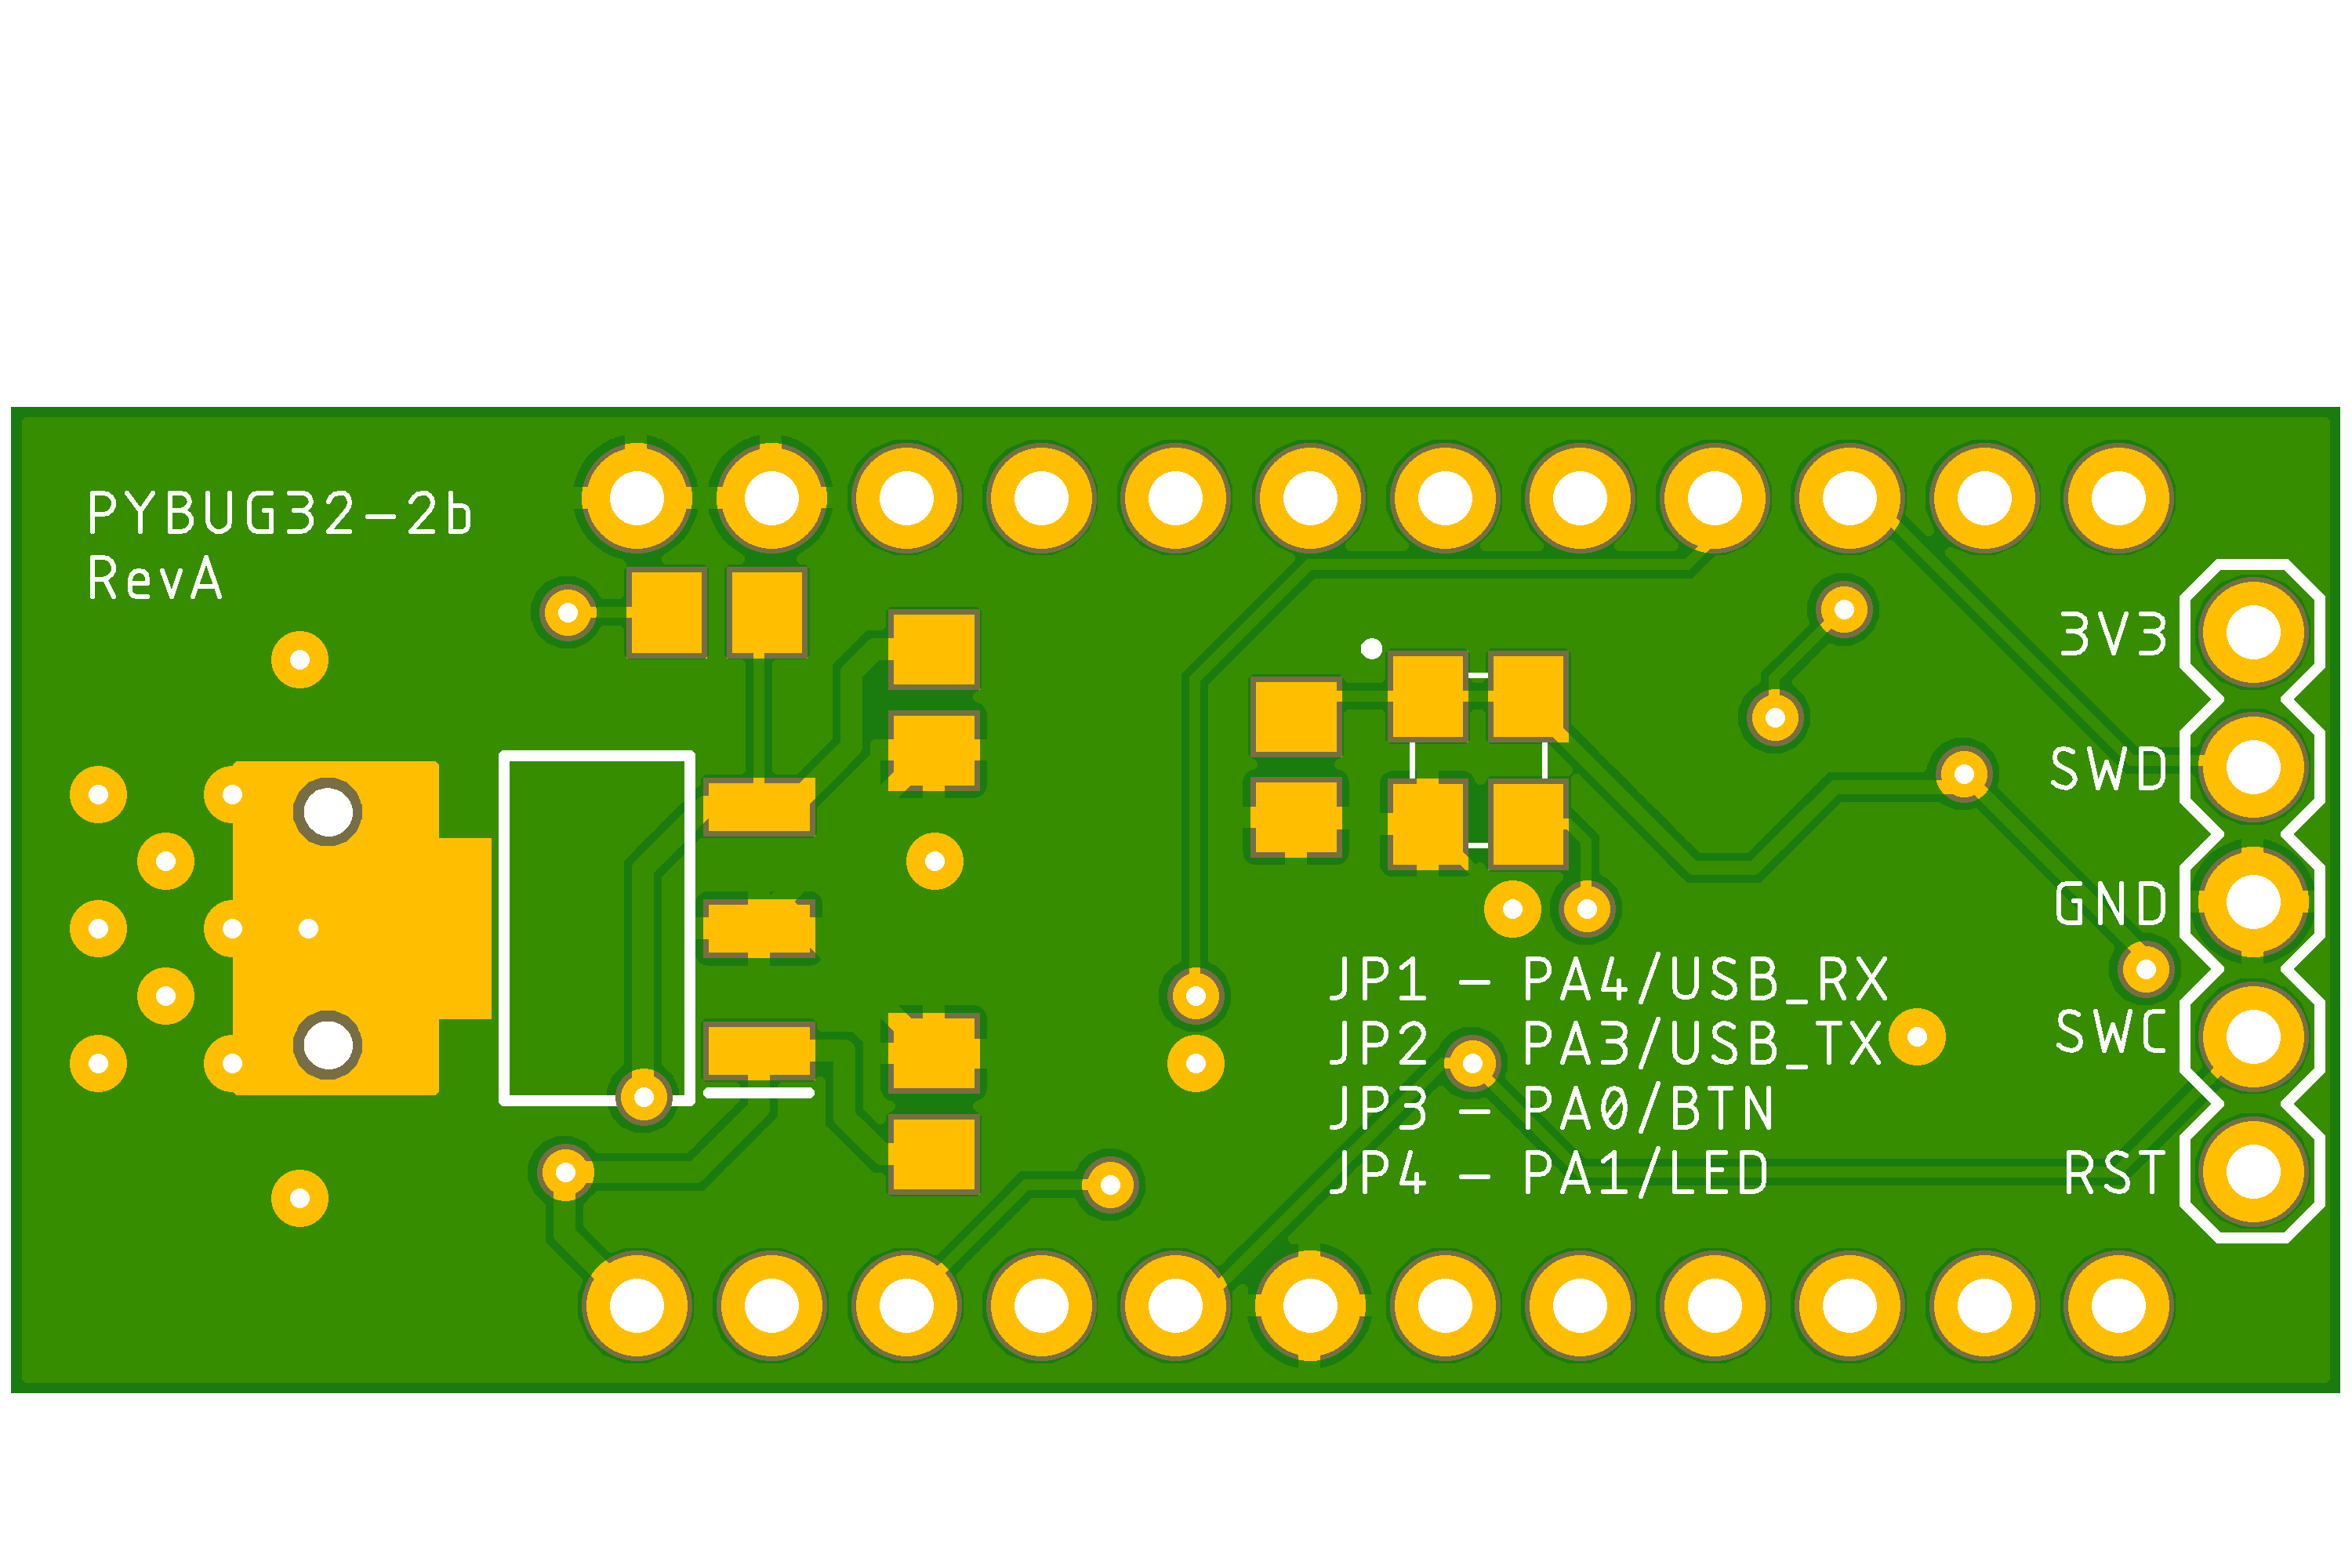 PYBUG32-2b
RevA
3V3
SWD
GND
SWC
RST
JP1 - PA4/USB_RX
JP2 - PA3/USB_TX
JP3 - PA0/BTN
JP4 - PA1/LED